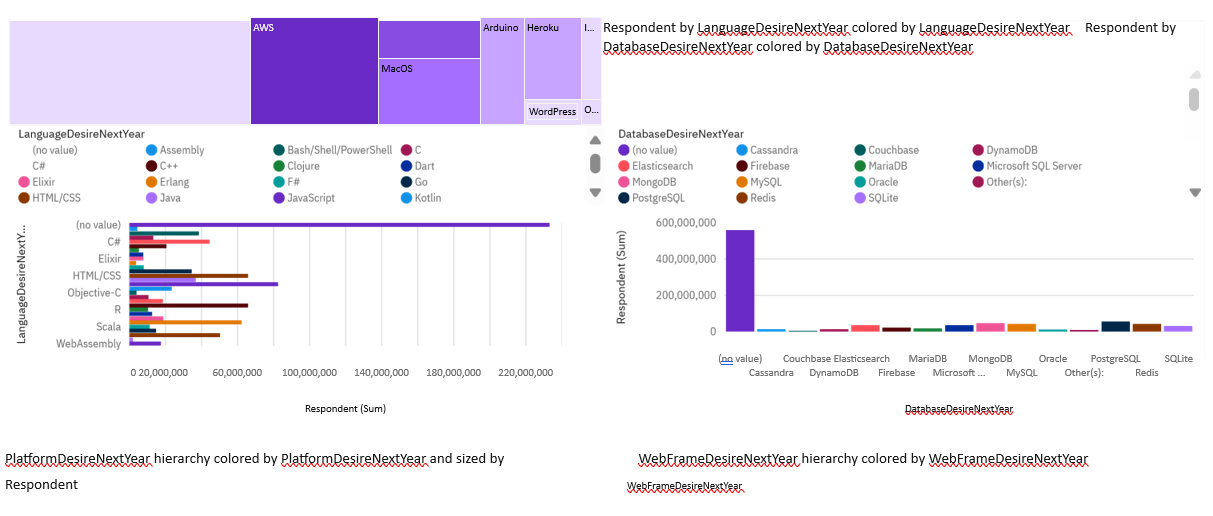 AWS
Arduino
Heroku
I...
MacOS
WordPress
O...
Respondent by LanguageDesireNextYear colored by LanguageDesireNextYear Respondent by
DatabaseDesireNextYear colored by DatabaseDesireNextYear
LanguageDesireNextYear
(no value) Assembly Bash/Shell/PowerShell C
C# C++ Clojure Dart
Elixir Erlang F# Go
HTML/CSS Java JavaScript Kotlin
LanguageDesireNextY...
(no value)
C#
Elixir
HTML/CSS
Objective-C
R
Scala
WebAssembly
0 20,000,000 60,000,000 100,000,000 140,000,000 180,000,000 220,000,000
Respondent (Sum)
DatabaseDesireNextYear
(no value) Cassandra Couchbase DynamoDB
Elasticsearch Firebase MariaDB Microsoft SQL Server
MongoDB MySQL Oracle Other(s):
PostgreSQL Redis SQLite
Respondent (Sum)
600,000,000
400,000,000
200,000,000
0
(no value) Couchbase Elasticsearch MariaDB MongoDB Oracle PostgreSQL SQLite
Cassandra DynamoDB Firebase Microsoft ... MySQL Other(s): Redis
DatabaseDesireNextYear
PlatformDesireNextYear hierarchy colored by PlatformDesireNextYear and sized by
Respondent
WebFrameDesireNextYear hierarchy colored by WebFrameDesireNextYear
WebFrameDesireNextYear